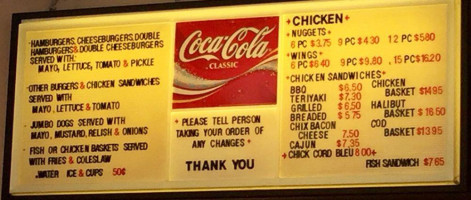 HAMBURGERS, CHEESEBURGERS, DOUBLE
HAMBURGERS & DOUBLE CHEESEBURGERS
SERVED WITH:
MAYO, LETTUCE, TOMATO & PICKLE
OTHER BURGERS & CHICKEN SANDWICHES
SERVED WITH
MAYO, LETTUCE & TOMATO
JUMBO DOGS SERVED WITH
MAYO, MUSTARD, RELISH & ONIONS
FISH OR CHICKEN BASKETS SERVED
WITH FRIES & COLESLAW
WATER ICE & CUPS 50¢
Coca-Cola
CLASSIC
* PLEASE TELL PERSON
TAKING YOUR ORDER OF
ANY CHANGES *
THANK YOU
* CHICKEN *
*NUGGETS*
6 PC $3.75 9 PC $4.30 12 PC $5.80
*WINGS*
6 PC $6.40 9 PC $9.80 15 PC $16.20
*CHICKEN SANDWICHES*
BBQ $6.50
TERIYAKI $7.30
GRILLED $6.50
BREADED $5.75
CHIX BACON
CHEESE 7.50
CAJUN $7.35
CHICK CORD BLEU 8.00
CHICKEN
BASKET $14.95
HALIBUT
BASKET $16.50
COD
BASKET $13.95
FISH SANDWICH $7.65